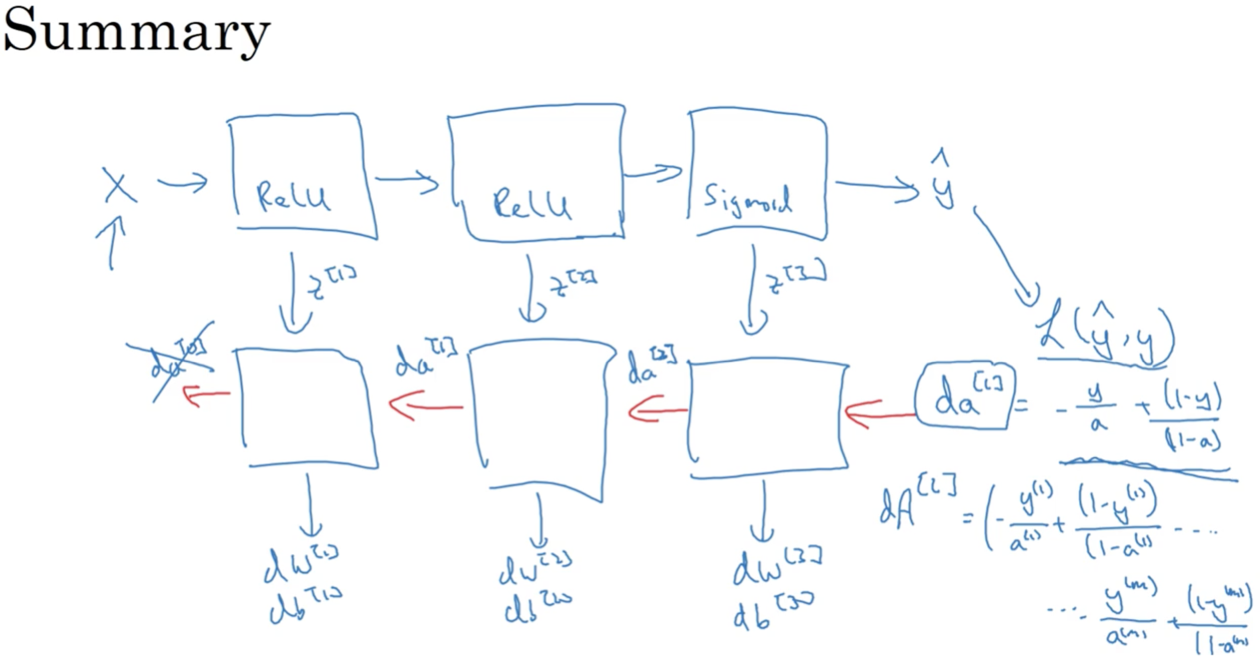 Summary
X → ReLU → ReLU → Sigmoid → ŷ
z^[1] z^[2] z^[3]
L(ŷ, y)
da^[0] da^[1] da^[2] da^[l] = - y/a + (1-y)/(1-a)
dA^[l] = (- y^(1)/a^(1) + (1-y^(1))/(1-a^(1) ....
.... y^(m)/a^(m) + (1-y^(m))/(1-a^(m)
dw^[1] dw^[2] dw^[3]
db^[1] db^[2] db^[3]